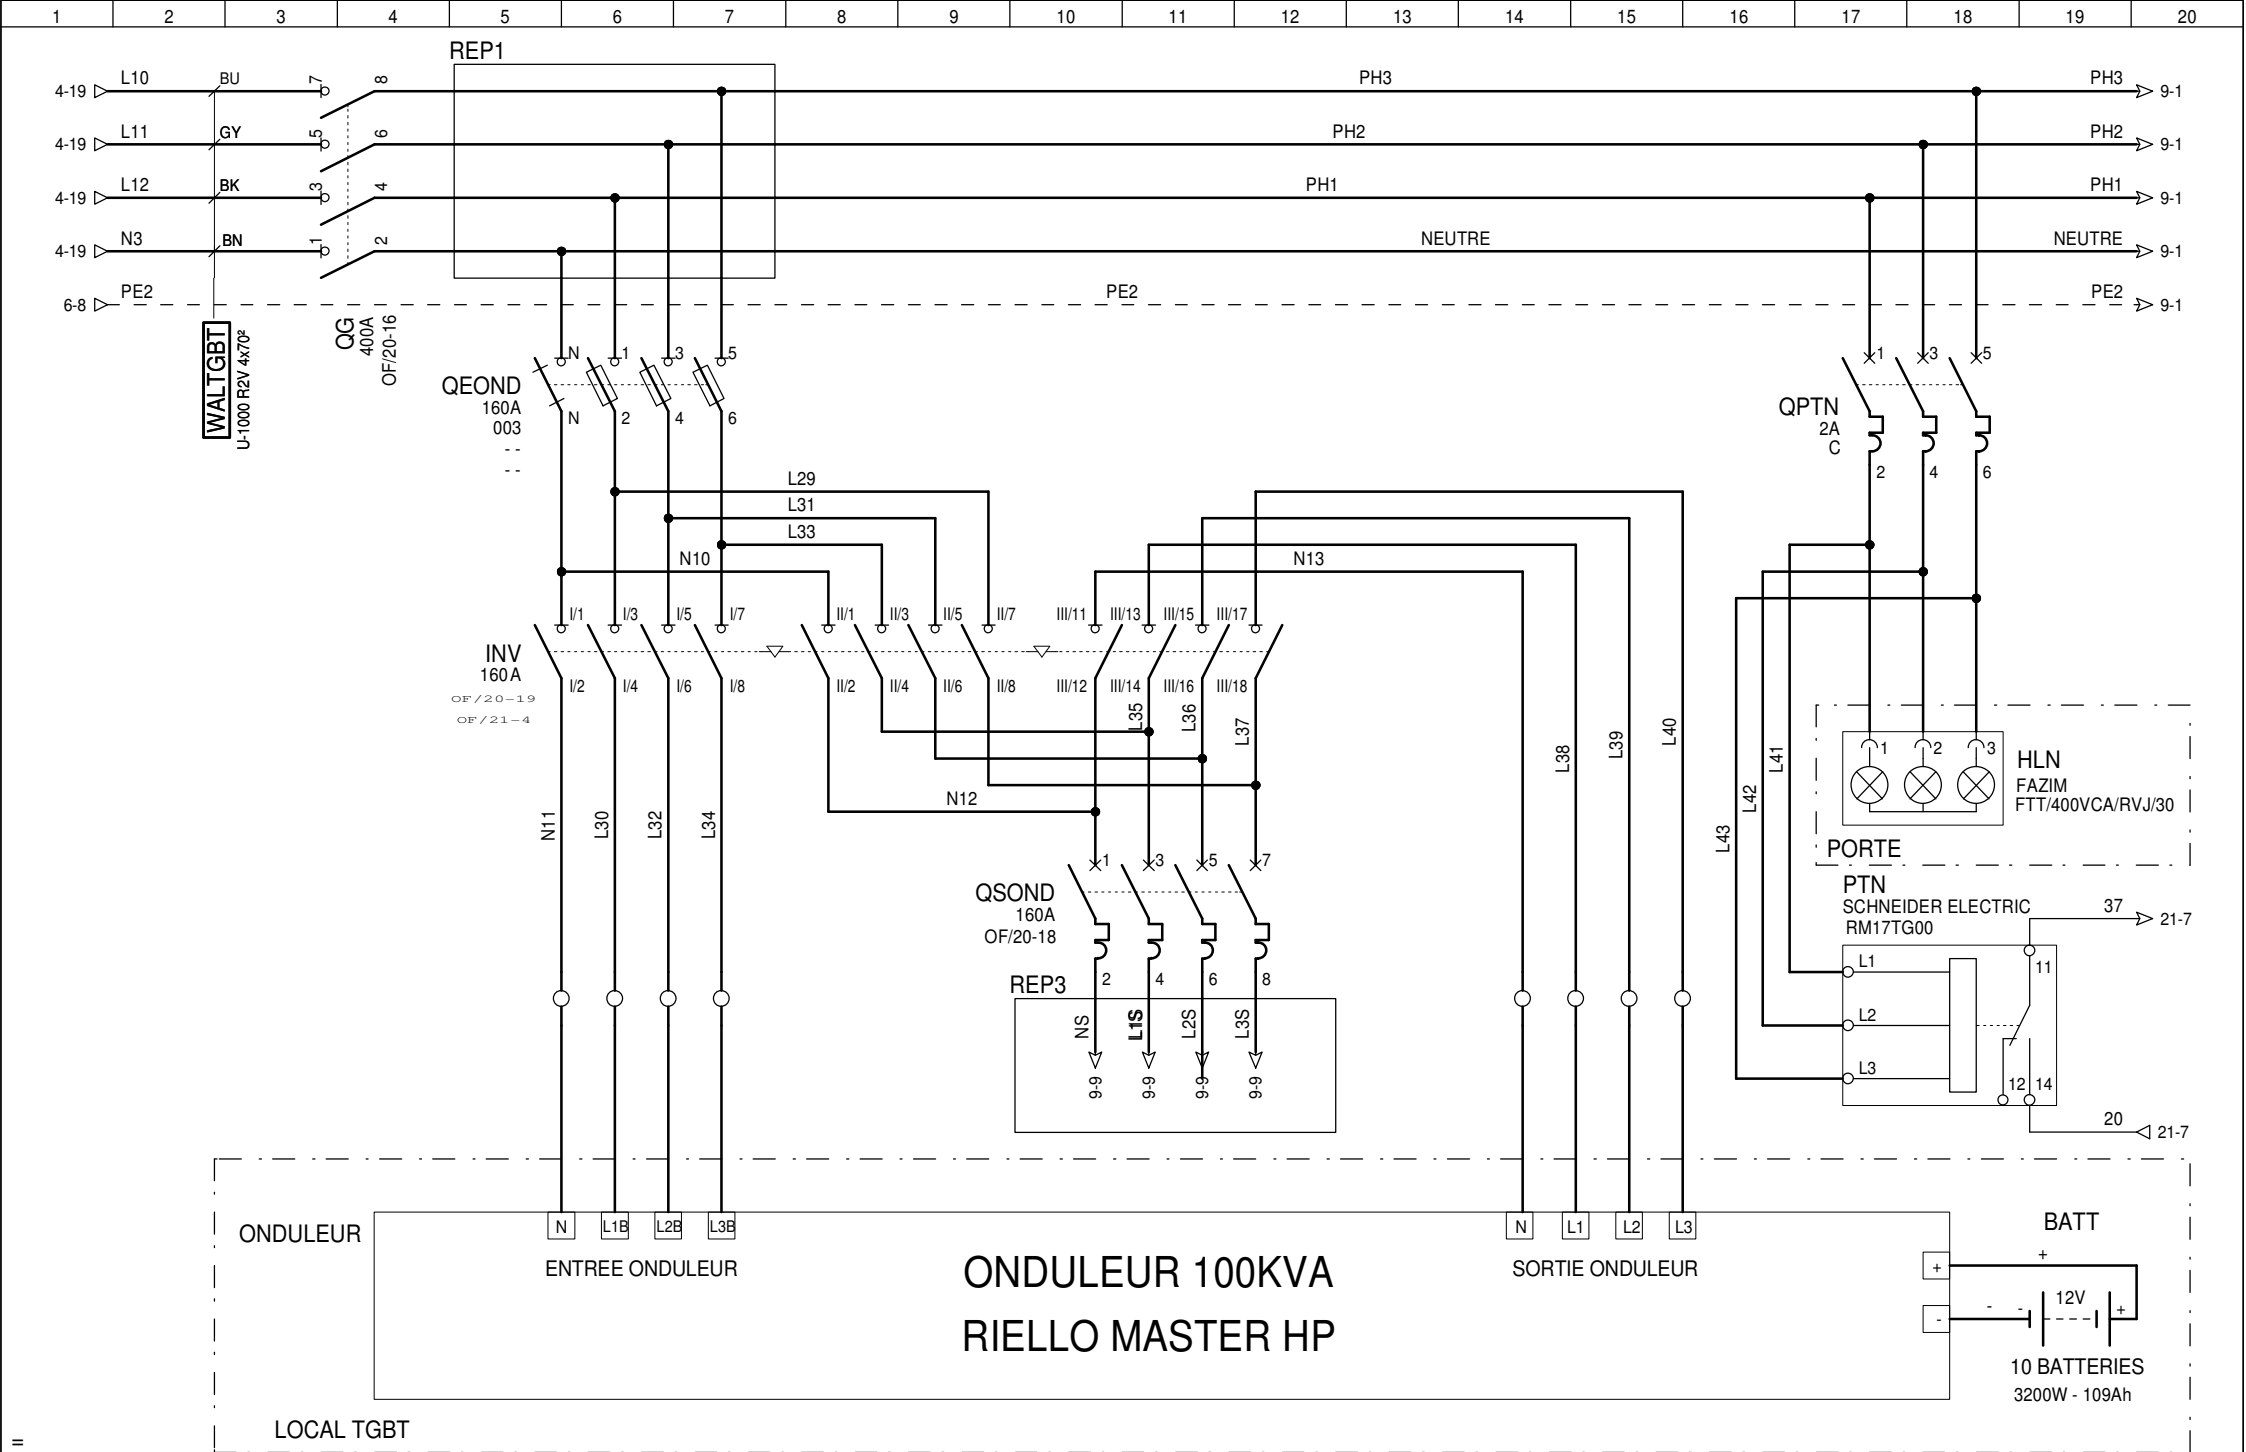 1 2 3 4 5 6 7 8 9 10 11 12 13 14 15 16 17 18 19 20
REP1
4-19 L10 BU 7 8 PH3 PH3 9-1
4-19 L11 GY 5 6 PH2 PH2 9-1
4-19 L12 BK 3 4 PH1 PH1 9-1
4-19 N3 BN 1 2 NEUTRE NEUTRE 9-1
6-8 PE2 PE2 PE2 9-1
WALTGBT
U-1000 R2V 4x70²
QG
400A
OF/20-16
QEOND
160A
003
- -
- -
N 1 3 5
N 2 4 6
QPTN
2A
C
1 3 5
2 4 6
L29
L31
L33
N10 N13
I/1 I/3 I/5 I/7 II/1 II/3 II/5 II/7 III/11 III/13 III/15 III/17
INV
160A
OF/20-19
OF/21-4
I/2 I/4 I/6 I/8 II/2 II/4 II/6 II/8 III/12 III/14 III/16 III/18
L35 L36 L37
L38 L39 L40
L43 L42 L41
N11 L30 L32 L34
N12
1 2 3
HLN
FAZIM
FTT/400VCA/RVJ/30
PORTE
QSOND
160A
OF/20-18
1 3 5 7
2 4 6 8
REP3
NS L1S L2S L3S
9-9 9-9 9-9 9-9
PTN
SCHNEIDER ELECTRIC
RM17TG00
37 21-7
L1 11
L2
L3
12 14
20 21-7
ONDULEUR
N L1B L2B L3B
ENTREE ONDULEUR
ONDULEUR 100KVA
RIELLO MASTER HP
N L1 L2 L3
SORTIE ONDULEUR
BATT
+ +
- - - 12V +
10 BATTERIES
3200W - 109Ah
LOCAL TGBT
=